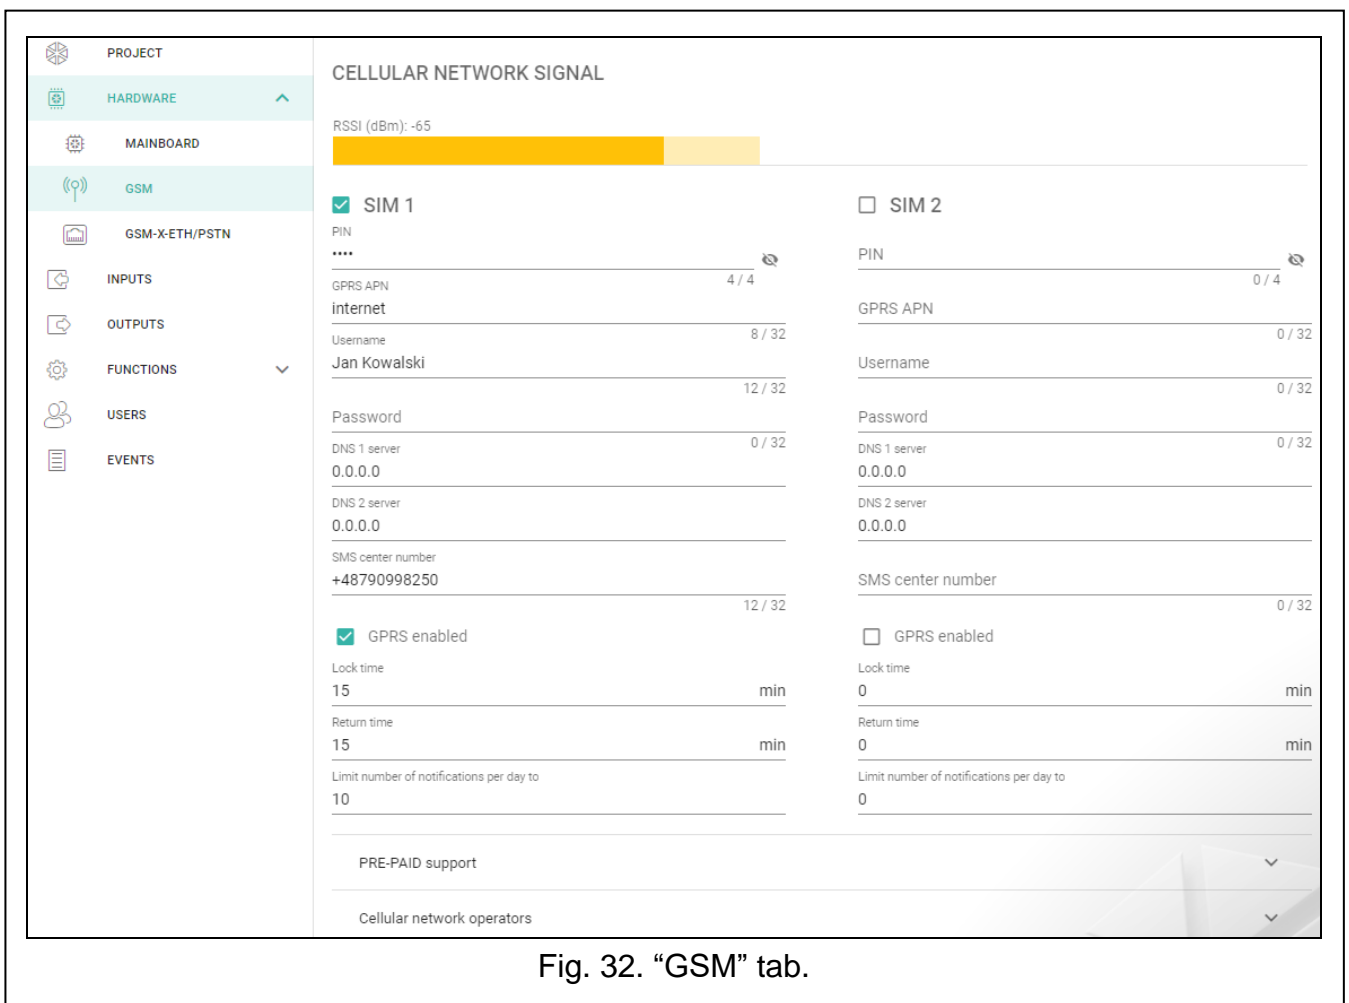 PROJECT
HARDWARE
MAINBOARD
GSM
GSM-X-ETH/PSTN
INPUTS
OUTPUTS
FUNCTIONS
USERS
EVENTS
CELLULAR NETWORK SIGNAL
RSSI (dBm): -65
SIM 1
PIN
••••
4 / 4
GPRS APN
internet
8 / 32
Username
Jan Kowalski
12 / 32
Password
0 / 32
DNS 1 server
0.0.0.0
DNS 2 server
0.0.0.0
SMS center number
+48790998250
12 / 32
GPRS enabled
Lock time
15 min
Return time
15 min
Limit number of notifications per day to
10
SIM 2
PIN
0 / 4
GPRS APN
0 / 32
Username
0 / 32
Password
0 / 32
DNS 1 server
0.0.0.0
DNS 2 server
0.0.0.0
SMS center number
0 / 32
GPRS enabled
Lock time
0 min
Return time
0 min
Limit number of notifications per day to
0
PRE-PAID support
Cellular network operators
Fig. 32. “GSM” tab.